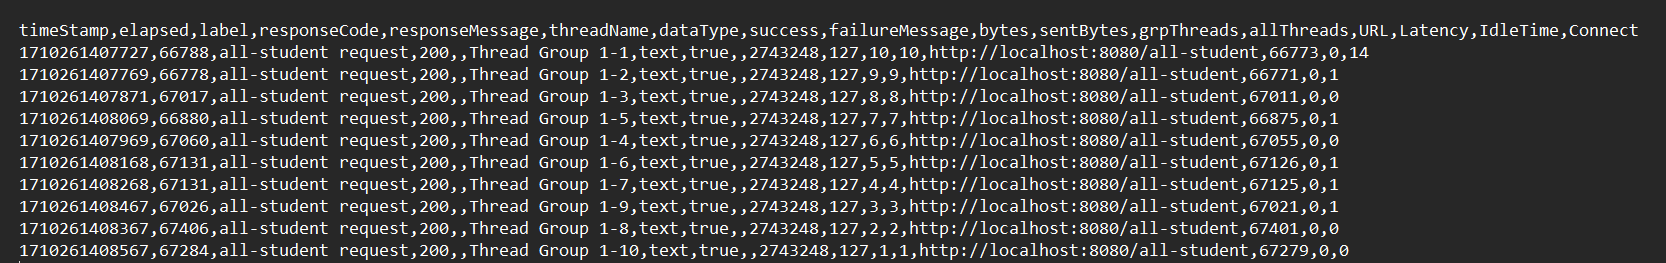 timeStamp,elapsed,label,responseCode,responseMessage,threadName,dataType,success,failureMessage,bytes,sentBytes,grpThreads,allThreads,URL,Latency,IdleTime,Connect
1710261407727,66788,all-student request,200,,Thread Group 1-1,text,true,,2743248,127,10,10,http://localhost:8080/all-student,66773,0,14
1710261407769,66778,all-student request,200,,Thread Group 1-2,text,true,,2743248,127,9,9,http://localhost:8080/all-student,66771,0,1
1710261407871,67017,all-student request,200,,Thread Group 1-3,text,true,,2743248,127,8,8,http://localhost:8080/all-student,67011,0,0
1710261408069,66880,all-student request,200,,Thread Group 1-5,text,true,,2743248,127,7,7,http://localhost:8080/all-student,66875,0,1
1710261407969,67060,all-student request,200,,Thread Group 1-4,text,true,,2743248,127,6,6,http://localhost:8080/all-student,67055,0,0
1710261408168,67131,all-student request,200,,Thread Group 1-6,text,true,,2743248,127,5,5,http://localhost:8080/all-student,67126,0,1
1710261408268,67131,all-student request,200,,Thread Group 1-7,text,true,,2743248,127,4,4,http://localhost:8080/all-student,67125,0,1
1710261408467,67026,all-student request,200,,Thread Group 1-9,text,true,,2743248,127,3,3,http://localhost:8080/all-student,67021,0,1
1710261408367,67406,all-student request,200,,Thread Group 1-8,text,true,,2743248,127,2,2,http://localhost:8080/all-student,67401,0,0
1710261408567,67284,all-student request,200,,Thread Group 1-10,text,true,,2743248,127,1,1,http://localhost:8080/all-student,67279,0,0